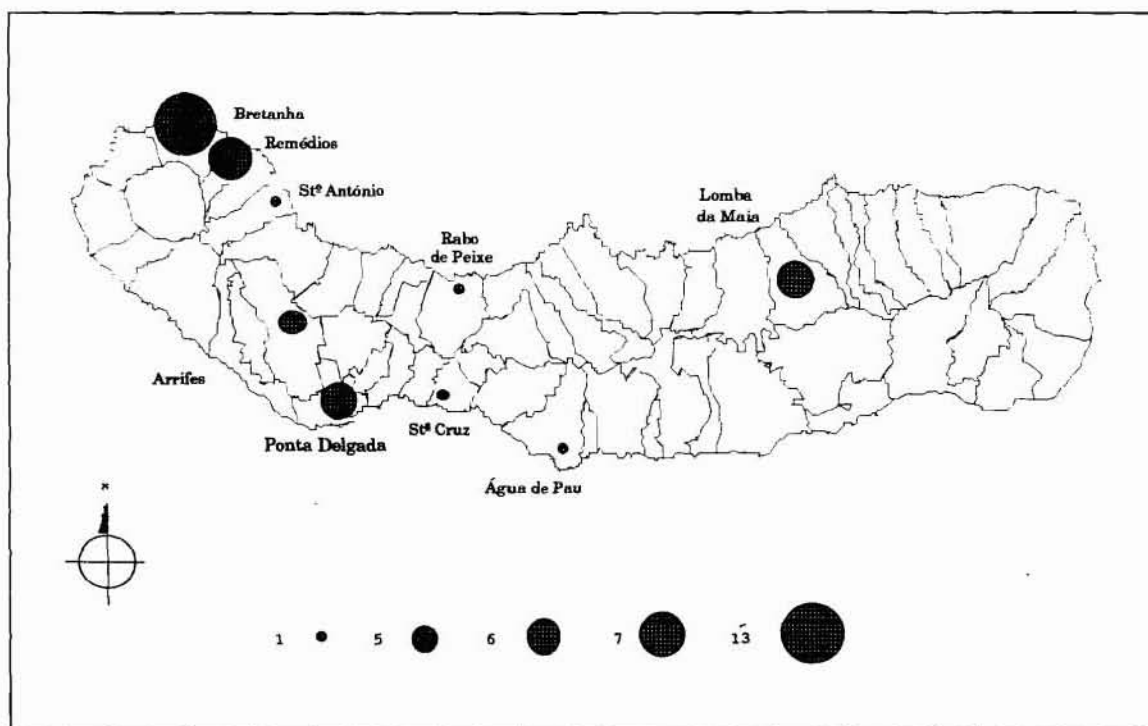 Bretanha
Remédios
Stº António
Lomba
da Maia
Rabo
de Peixe
Arrifes
Stª Cruz
Ponta Delgada
Água de Pau
1 5 6 7 13